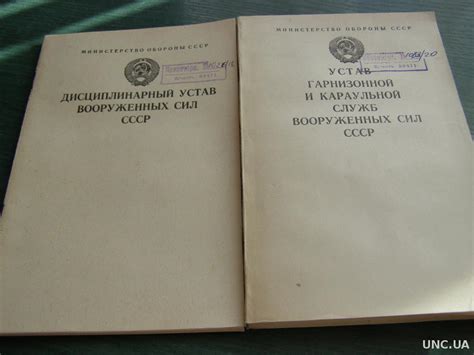 МИНИСТЕРСТВО ОБОРОНЫ СССР
ДИСЦИПЛИНАРНЫЙ УСТАВ
ВООРУЖЕННЫХ СИЛ
СССР
МИНИСТЕРСТВО ОБОРОНЫ СССР
УСТАВ
ГАРНИЗОННОЙ
И КАРАУЛЬНОЙ
СЛУЖБ
ВООРУЖЕННЫХ СИЛ
СССР
UNC.UA